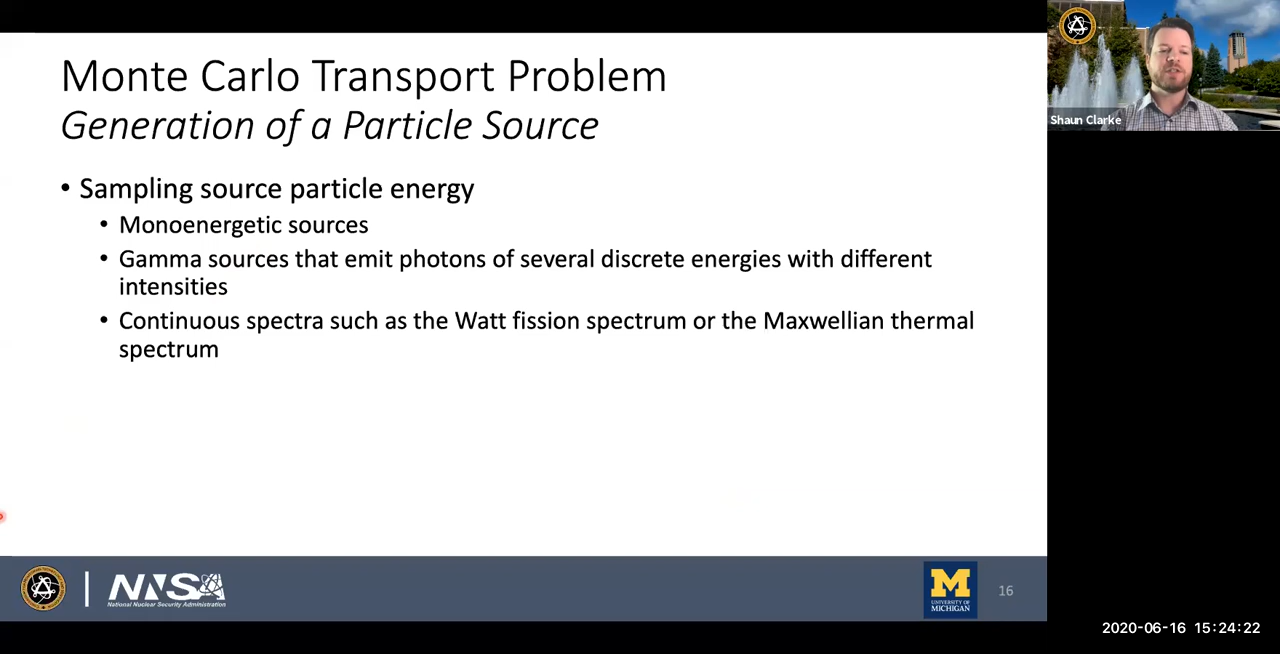 Monte Carlo Transport Problem
Generation of a Particle Source
• Sampling source particle energy
• Monoenergetic sources
• Gamma sources that emit photons of several discrete energies with different
intensities
• Continuous spectra such as the Watt fission spectrum or the Maxwellian thermal
spectrum
Shaun Clarke
NNSA
National Nuclear Security Administration
M
UNIVERSITY OF
MICHIGAN
16
2020-06-16 15:24:22